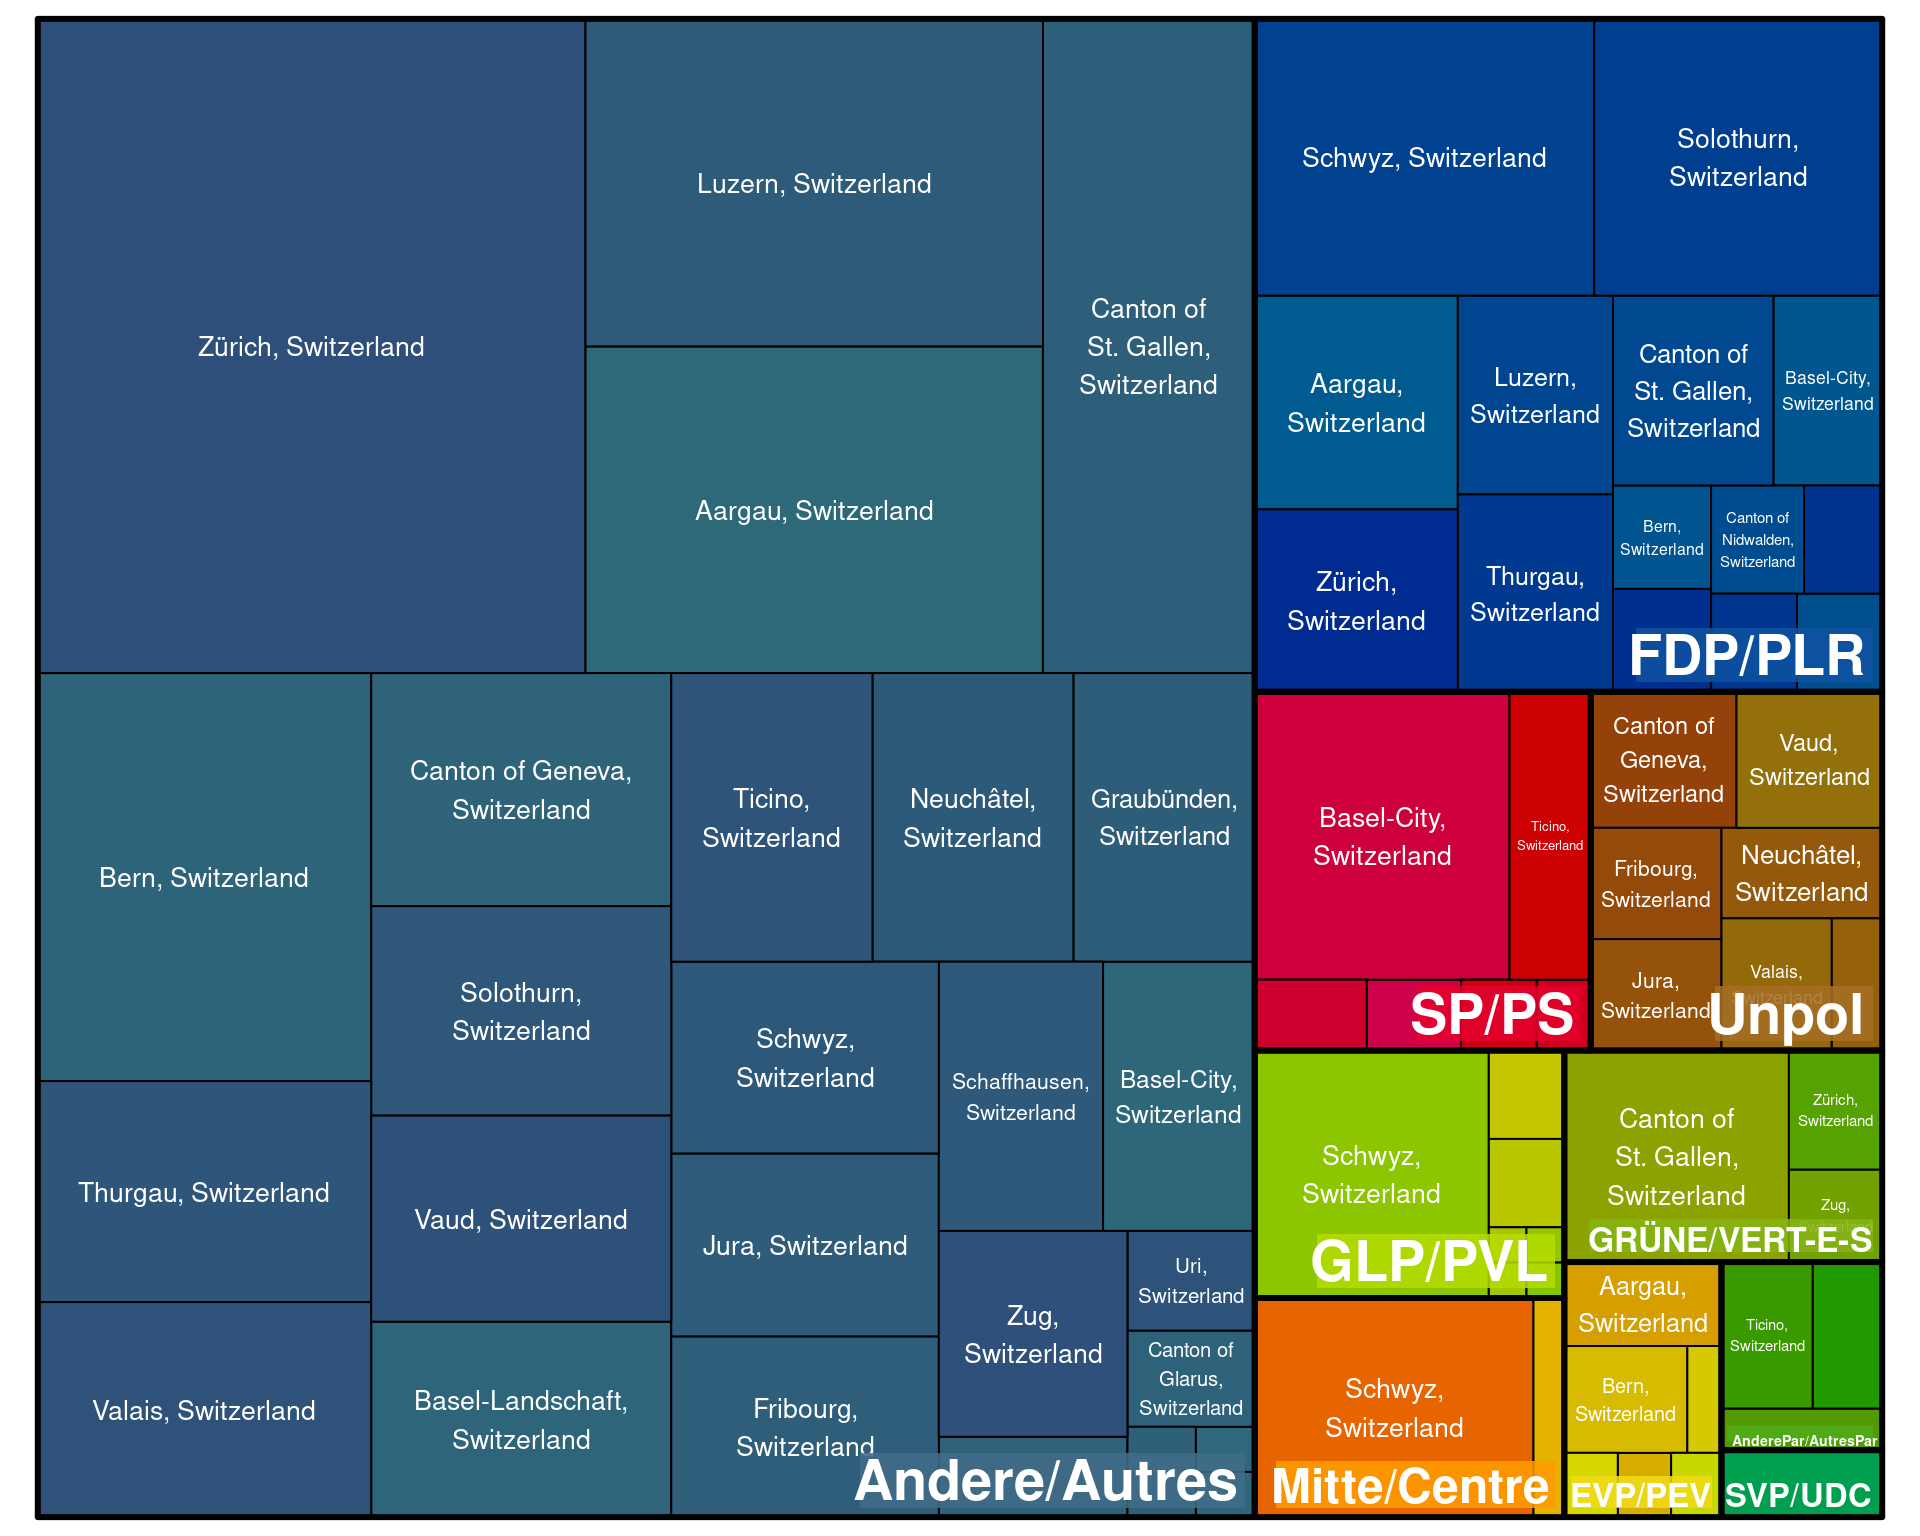 Zürich, Switzerland
Luzern, Switzerland
Aargau, Switzerland
Canton of
St. Gallen,
Switzerland
Bern, Switzerland
Thurgau, Switzerland
Valais, Switzerland
Canton of Geneva,
Switzerland
Solothurn,
Switzerland
Vaud, Switzerland
Basel-Landschaft,
Switzerland
Ticino,
Switzerland
Neuchâtel,
Switzerland
Graubünden,
Switzerland
Schwyz,
Switzerland
Jura, Switzerland
Fribourg,
Switzerland
Schaffhausen,
Switzerland
Basel-City,
Switzerland
Zug,
Switzerland
Uri,
Switzerland
Canton of
Glarus,
Switzerland
Andere/Autres
Schwyz, Switzerland
Solothurn,
Switzerland
Aargau,
Switzerland
Zürich,
Switzerland
Luzern,
Switzerland
Thurgau,
Switzerland
Canton of
St. Gallen,
Switzerland
Basel-City,
Switzerland
Bern,
Switzerland
Canton of
Nidwalden,
Switzerland
FDP/PLR
Basel-City,
Switzerland
Ticino,
Switzerland
SP/PS
Canton of
Geneva,
Switzerland
Vaud,
Switzerland
Fribourg,
Switzerland
Neuchâtel,
Switzerland
Jura,
Switzerland
Valais,
Switzerland
Unpol
Schwyz,
Switzerland
GLP/PVL
Canton of
St. Gallen,
Switzerland
Zürich,
Switzerland
Zug,
Switzerland
GRÜNE/VERT-E-S
Schwyz,
Switzerland
Mitte/Centre
Aargau,
Switzerland
Bern,
Switzerland
EVP/PEV
Ticino,
Switzerland
AnderePar/AutresPar
SVP/UDC